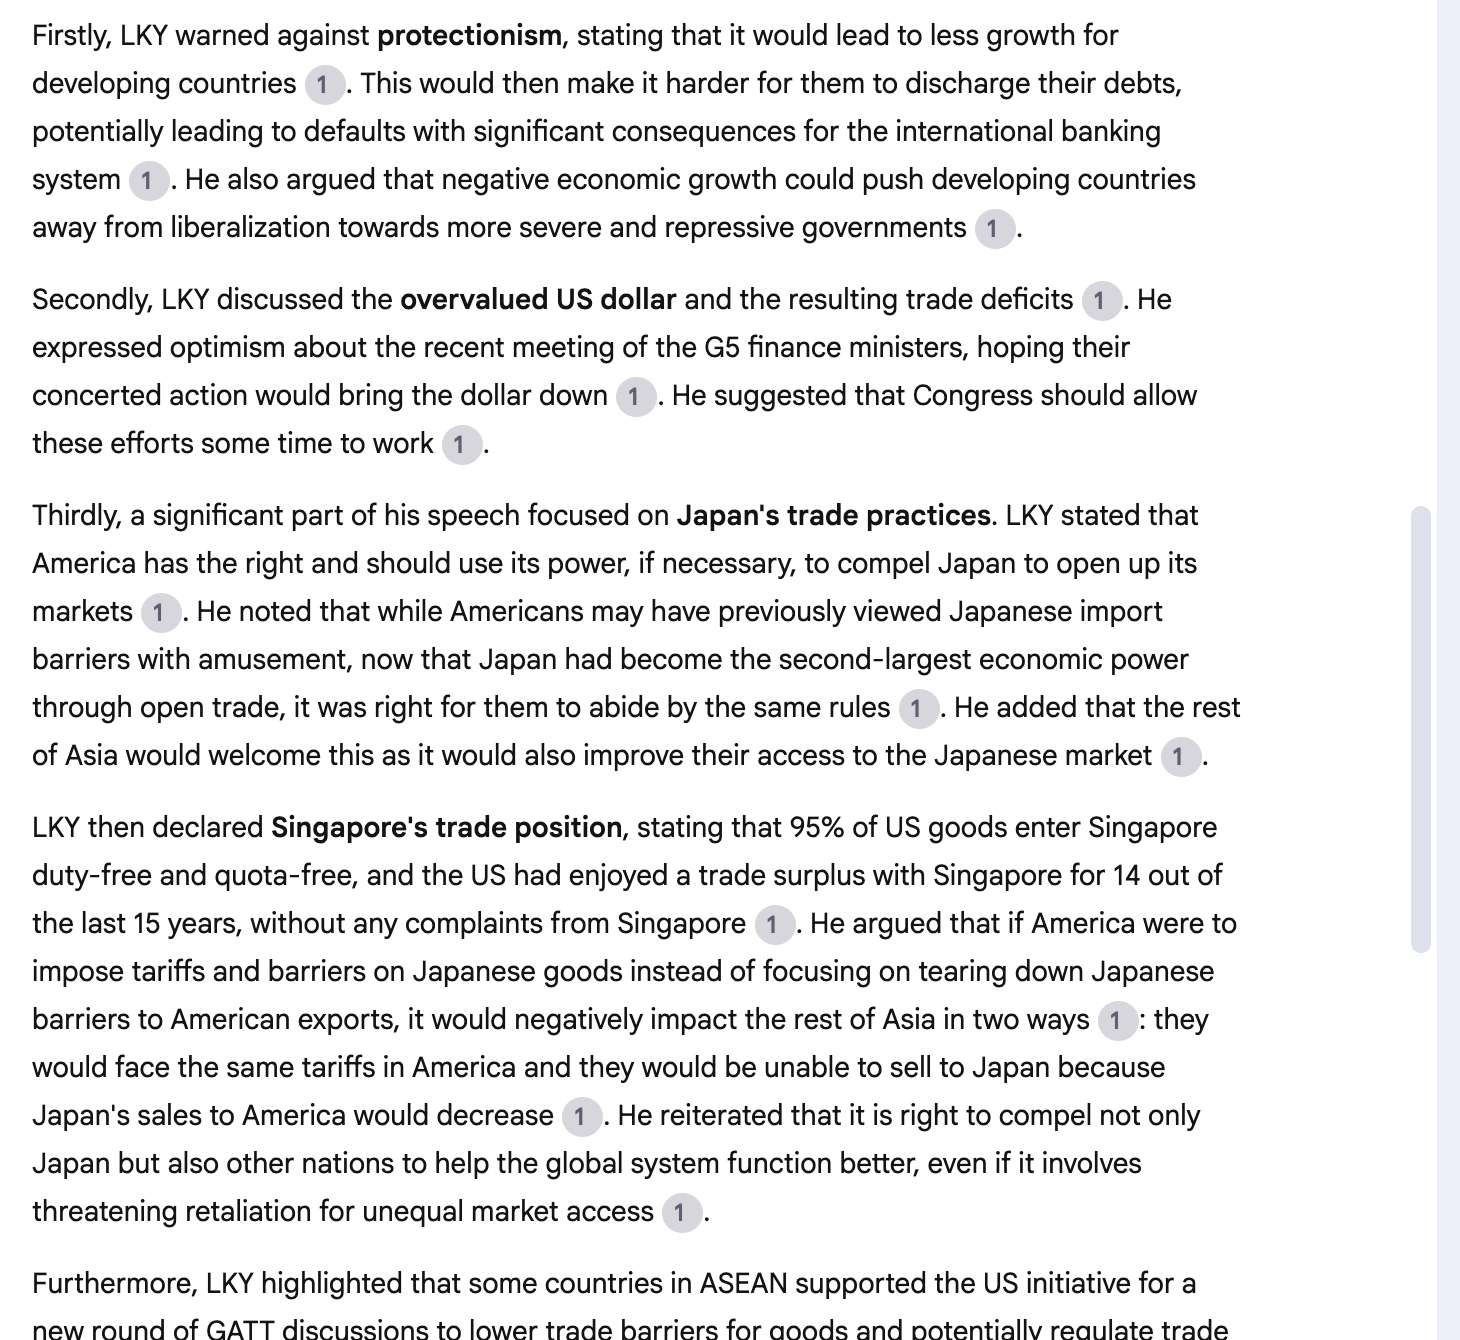 Firstly, LKY warned against protectionism, stating that it would lead to less growth for
developing countries 1. This would then make it harder for them to discharge their debts,
potentially leading to defaults with significant consequences for the international banking
system 1. He also argued that negative economic growth could push developing countries
away from liberalization towards more severe and repressive governments 1.
Secondly, LKY discussed the overvalued US dollar and the resulting trade deficits 1. He
expressed optimism about the recent meeting of the G5 finance ministers, hoping their
concerted action would bring the dollar down 1. He suggested that Congress should allow
these efforts some time to work 1.
Thirdly, a significant part of his speech focused on Japan's trade practices. LKY stated that
America has the right and should use its power, if necessary, to compel Japan to open up its
markets 1. He noted that while Americans may have previously viewed Japanese import
barriers with amusement, now that Japan had become the second-largest economic power
through open trade, it was right for them to abide by the same rules 1. He added that the rest
of Asia would welcome this as it would also improve their access to the Japanese market 1.
LKY then declared Singapore's trade position, stating that 95% of US goods enter Singapore
duty-free and quota-free, and the US had enjoyed a trade surplus with Singapore for 14 out of
the last 15 years, without any complaints from Singapore 1. He argued that if America were to
impose tariffs and barriers on Japanese goods instead of focusing on tearing down Japanese
barriers to American exports, it would negatively impact the rest of Asia in two ways 1: they
would face the same tariffs in America and they would be unable to sell to Japan because
Japan's sales to America would decrease 1. He reiterated that it is right to compel not only
Japan but also other nations to help the global system function better, even if it involves
threatening retaliation for unequal market access 1.
Furthermore, LKY highlighted that some countries in ASEAN supported the US initiative for a
new round of GATT discussions to lower trade barriers for goods and potentially regulate trade